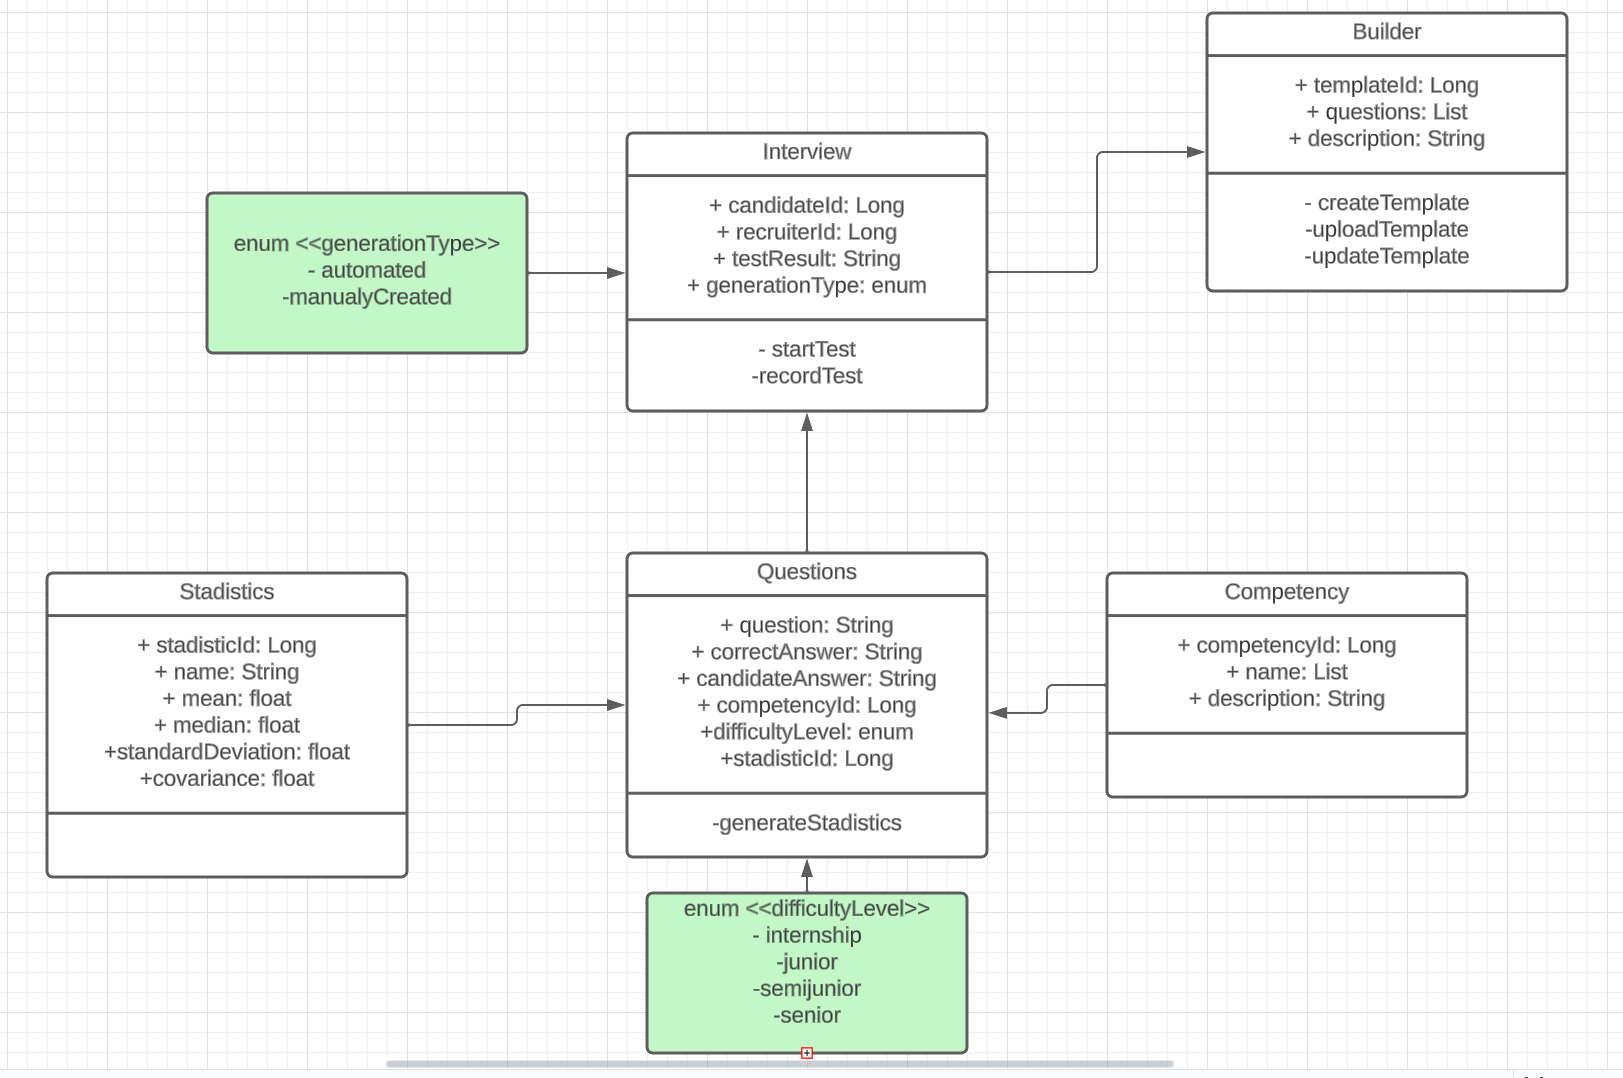 Builder
+ templateId: Long
+ questions: List
+ description: String
- createTemplate
-uploadTemplate
-updateTemplate
Interview
+ candidateId: Long
+ recruiterId: Long
+ testResult: String
+ generationType: enum
- startTest
-recordTest
enum <<generationType>>
- automated
-manualyCreated
Stadistics
+ stadisticId: Long
+ name: String
+ mean: float
+ median: float
+standardDeviation: float
+covariance: float
Questions
+ question: String
+ correctAnswer: String
+ candidateAnswer: String
+ competencyId: Long
+difficultyLevel: enum
+stadisticId: Long
-generateStadistics
Competency
+ competencyId: Long
+ name: List
+ description: String
enum <<difficultyLevel>>
- internship
-junior
-semijunior
-senior